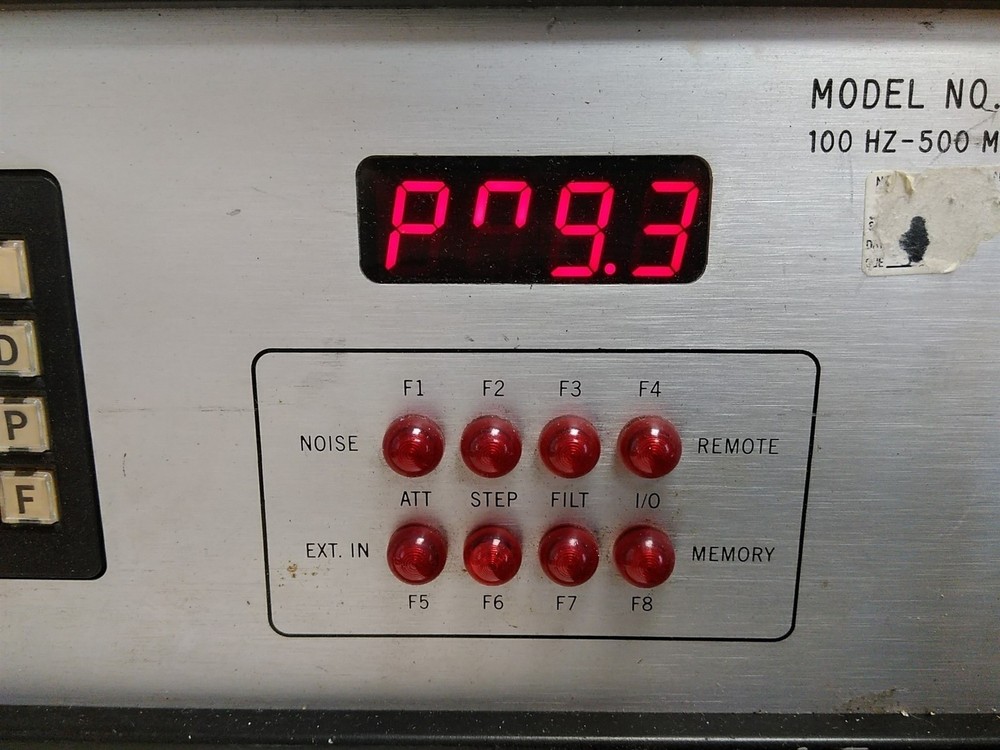 MODEL NO.
100 HZ-500 M
P
9.3
D
P
F
F1 F2 F3 F4
NOISE
REMOTE
ATT STEP FILT I/O
EXT. IN
MEMORY
F5 F6 F7 F8